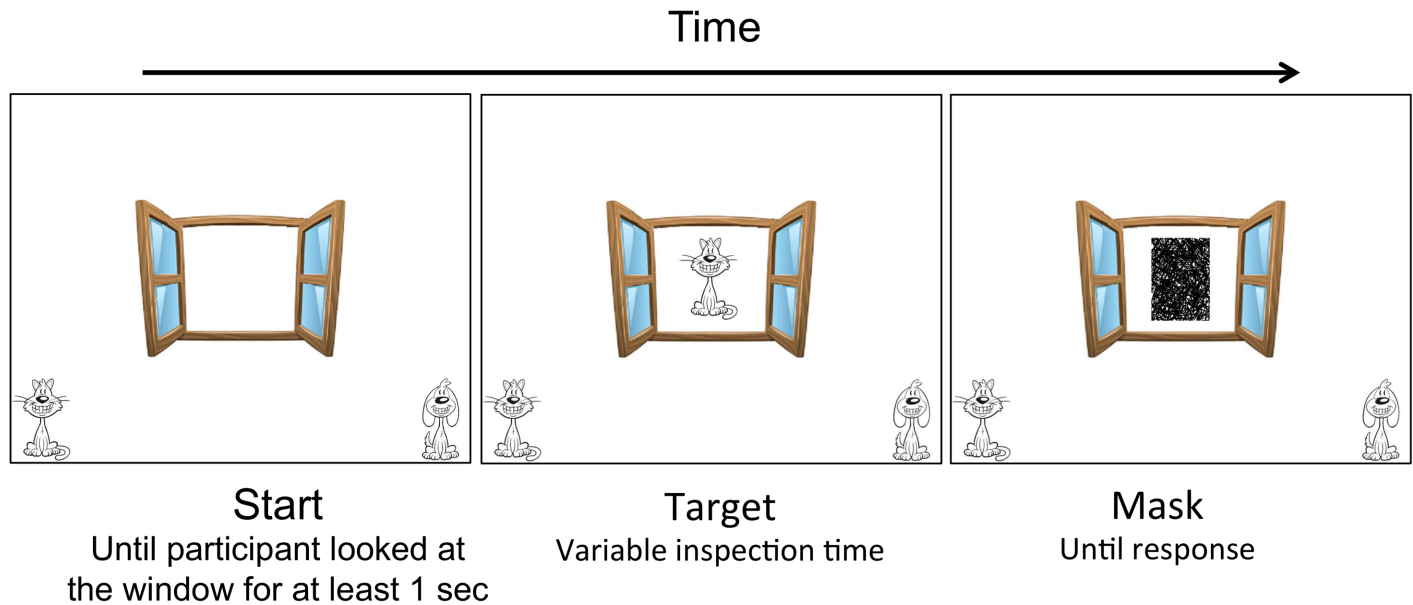 Time
Start
Until participant looked at
the window for at least 1 sec
Target
Variable inspection time
Mask
Until response